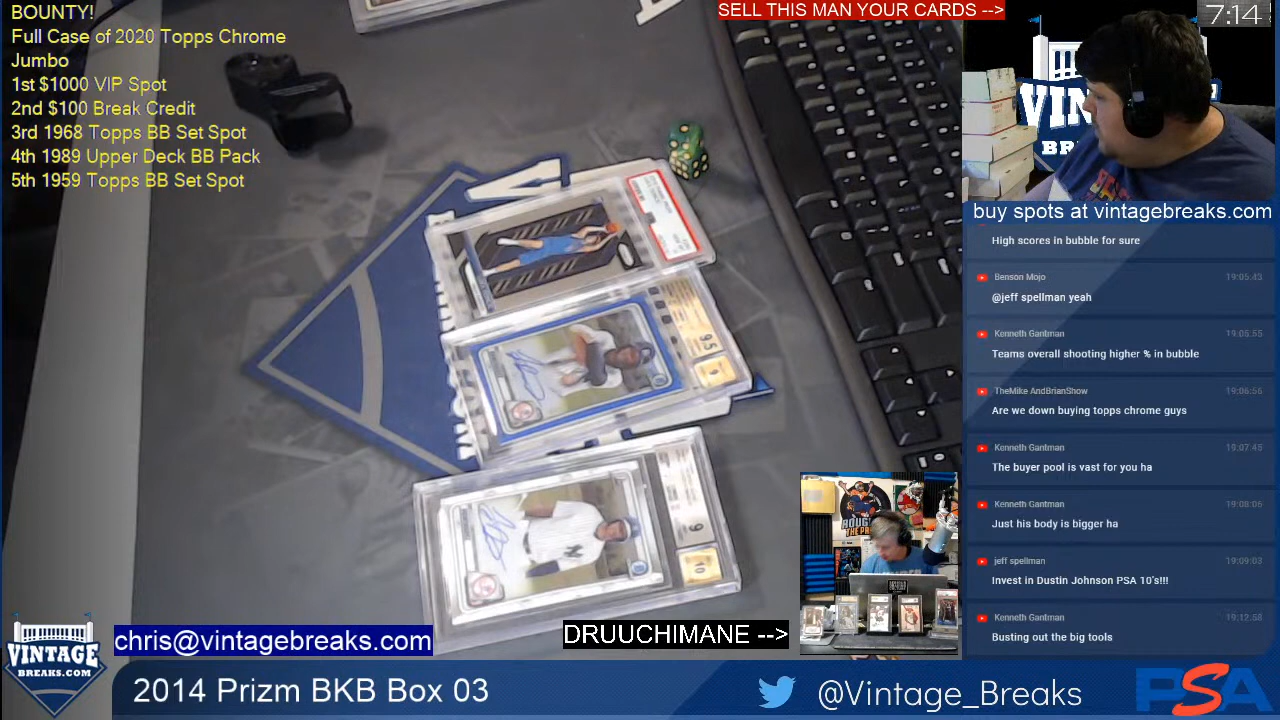 BOUNTY!
Full Case of 2020 Topps Chrome
Jumbo
1st $1000 VIP Spot
2nd $100 Break Credit
3rd 1968 Topps BB Set Spot
4th 1989 Upper Deck BB Pack
5th 1959 Topps BB Set Spot
SELL THIS MAN YOUR CARDS -->
7:14
buy spots at vintagebreaks.com
High scores in bubble for sure
Benson Mojo 19:05:43
@jeff spellman yeah
Kenneth Gantman 19:05:55
Teams overall shooting higher % in bubble
TheMike AndBrianShow 19:06:56
Are we down buying topps chrome guys
Kenneth Gantman 19:07:45
The buyer pool is vast for you ha
Kenneth Gantman 19:08:06
Just his body is bigger ha
jeff spellman 19:09:03
Invest in Dustin Johnson PSA 10's!!!
Kenneth Gantman 19:12:58
Busting out the big tools
9.5
9
9
10
DRUUCHIMANE -->
chris@vintagebreaks.com
VINTAGE
BREAKS.COM
2014 Prizm BKB Box 03
@Vintage_Breaks
PSA